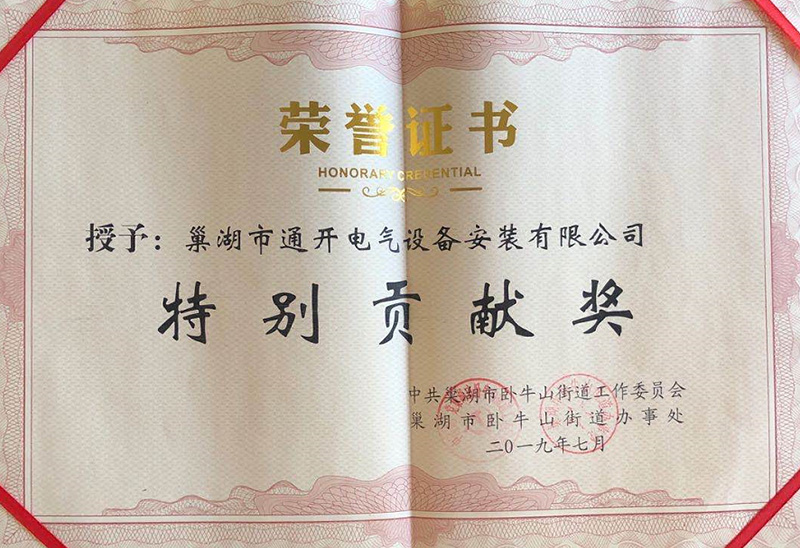 荣誉证书
HONORARY CREDENTIAL
授予：巢湖市通开电气设备安装有限公司
特别贡献奖
中共巢湖市卧牛山街道工作委员会
巢湖市卧牛山街道办事处
二〇一九年七月